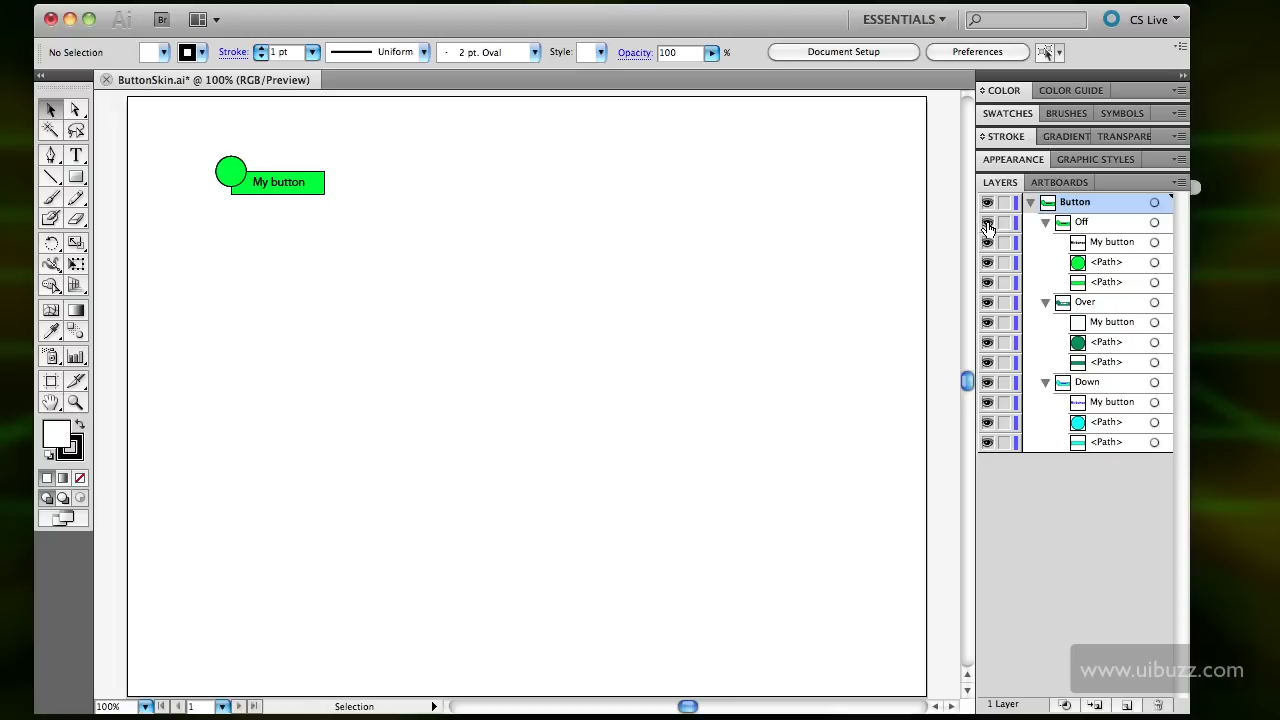 Ai Br ESSENTIALS CS Live
No Selection Stroke: 1 pt Uniform - 2 pt. Oval Style: Opacity: 100 % Document Setup Preferences
ButtonSkin.ai* @ 100% (RGB/Preview)
COLOR COLOR GUIDE
SWATCHES BRUSHES SYMBOLS
STROKE GRADIENT TRANSPARE
APPEARANCE GRAPHIC STYLES
LAYERS ARTBOARDS
My button
Button
Off
My button
<Path>
<Path>
Over
My button
<Path>
<Path>
Down
My button
<Path>
<Path>
www.uibuzz.com
100% 1 Selection 1 Layer